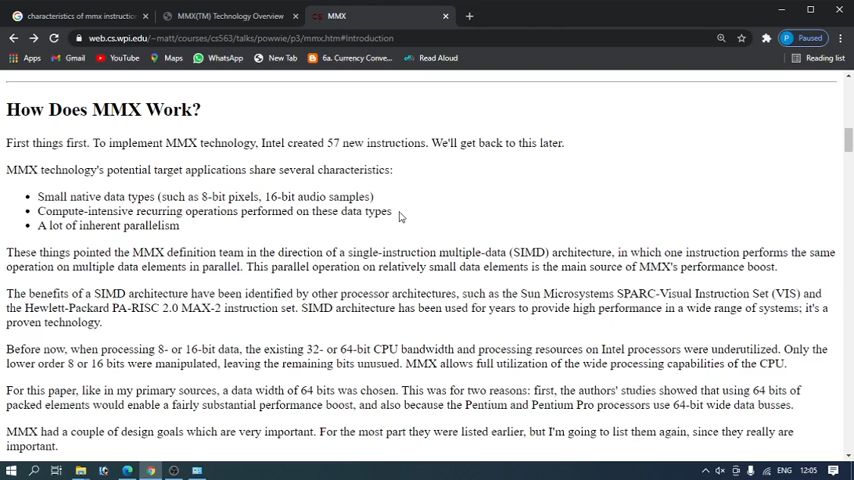 characteristics of mmx instruction
MMX(TM) Technology Overview
MMX
web.cs.wpi.edu/~matt/courses/cs563/talks/powwie/p3/mmx.htm#Introduction
P Paused
Apps
Gmail
YouTube
Maps
WhatsApp
New Tab
6a. Currency Conve...
Read Aloud
Reading list
How Does MMX Work?
First things first. To implement MMX technology, Intel created 57 new instructions. We'll get back to this later.
MMX technology's potential target applications share several characteristics:
• Small native data types (such as 8-bit pixels, 16-bit audio samples)
• Compute-intensive recurring operations performed on these data types
• A lot of inherent parallelism
These things pointed the MMX definition team in the direction of a single-instruction multiple-data (SIMD) architecture, in which one instruction performs the same
operation on multiple data elements in parallel. This parallel operation on relatively small data elements is the main source of MMX's performance boost.
The benefits of a SIMD architecture have been identified by other processor architectures, such as the Sun Microsystems SPARC-Visual Instruction Set (VIS) and
the Hewlett-Packard PA-RISC 2.0 MAX-2 instruction set. SIMD architecture has been used for years to provide high performance in a wide range of systems; it's a
proven technology.
Before now, when processing 8- or 16-bit data, the existing 32- or 64-bit CPU bandwidth and processing resources on Intel processors were underutilized. Only the
lower order 8 or 16 bits were manipulated, leaving the remaining bits unusued. MMX allows full utilization of the wide processing capabilities of the CPU.
For this paper, like in my primary sources, a data width of 64 bits was chosen. This was for two reasons: first, the authors' studies showed that using 64 bits of
packed elements would enable a fairly substantial performance boost, and also because the Pentium and Pentium Pro processors use 64-bit wide data busses.
MMX had a couple of design goals which are very important. For the most part they were listed earlier, but I'm going to list them again, since they really are
important.
ENG
12:05